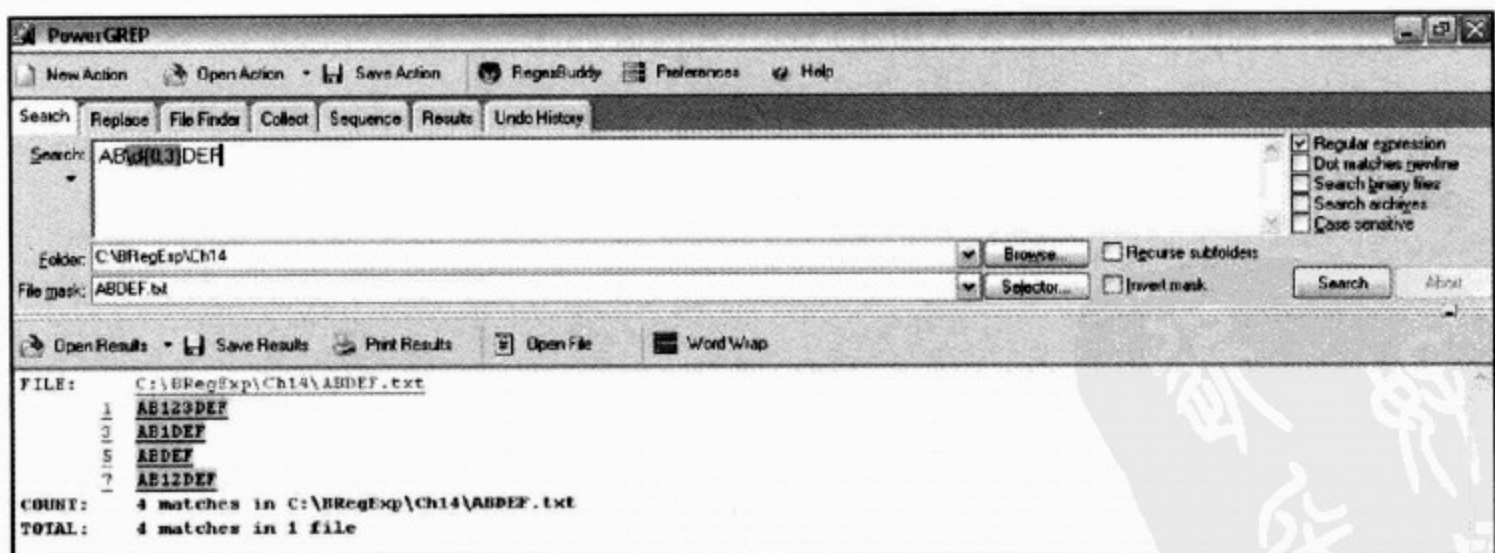 PowerGREP
New Action Open Action Save Action RegexBuddy Preferences Help
Search Replace File Finder Collect Sequence Results Undo History
Search: AB\d{0,3}DEF
Regular expression
Dot matches newline
Search binary files
Search archives
Case sensitive
Folder: C:\BRegExp\Ch14 Browse... Recurse subfolders
File mask: ABDEF.txt Selector... Invert mask Search Abort
Open Results Save Results Print Results Open File Word Wrap
FILE: C:\BRegExp\Ch14\ABDEF.txt
1 AB123DEF
3 AB1DEF
5 ABDEF
7 AB12DEF
COUNT: 4 matches in C:\BRegExp\Ch14\ABDEF.txt
TOTAL: 4 matches in 1 file